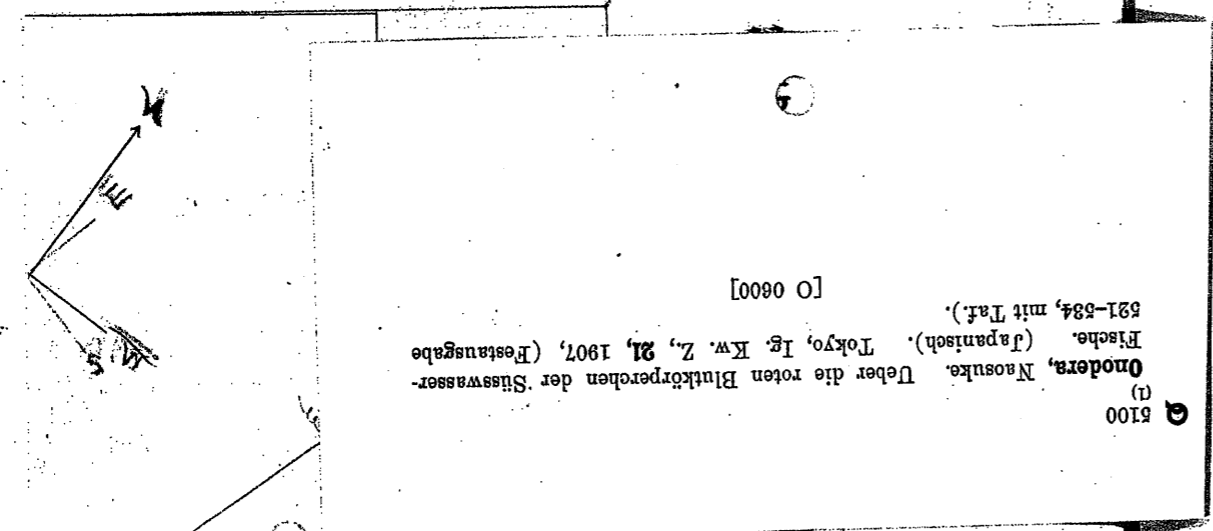 Q 5100
(1)
Onodera, Naosuke. Ueber die roten Blutkörperchen der Süsswasser-
Fische. (Japanisch). Tokyo, Ig. Kw. Z., 21, 1907, (Festausgabe
521–534, mit Taf.).
[O 0600]
N
E
W
S